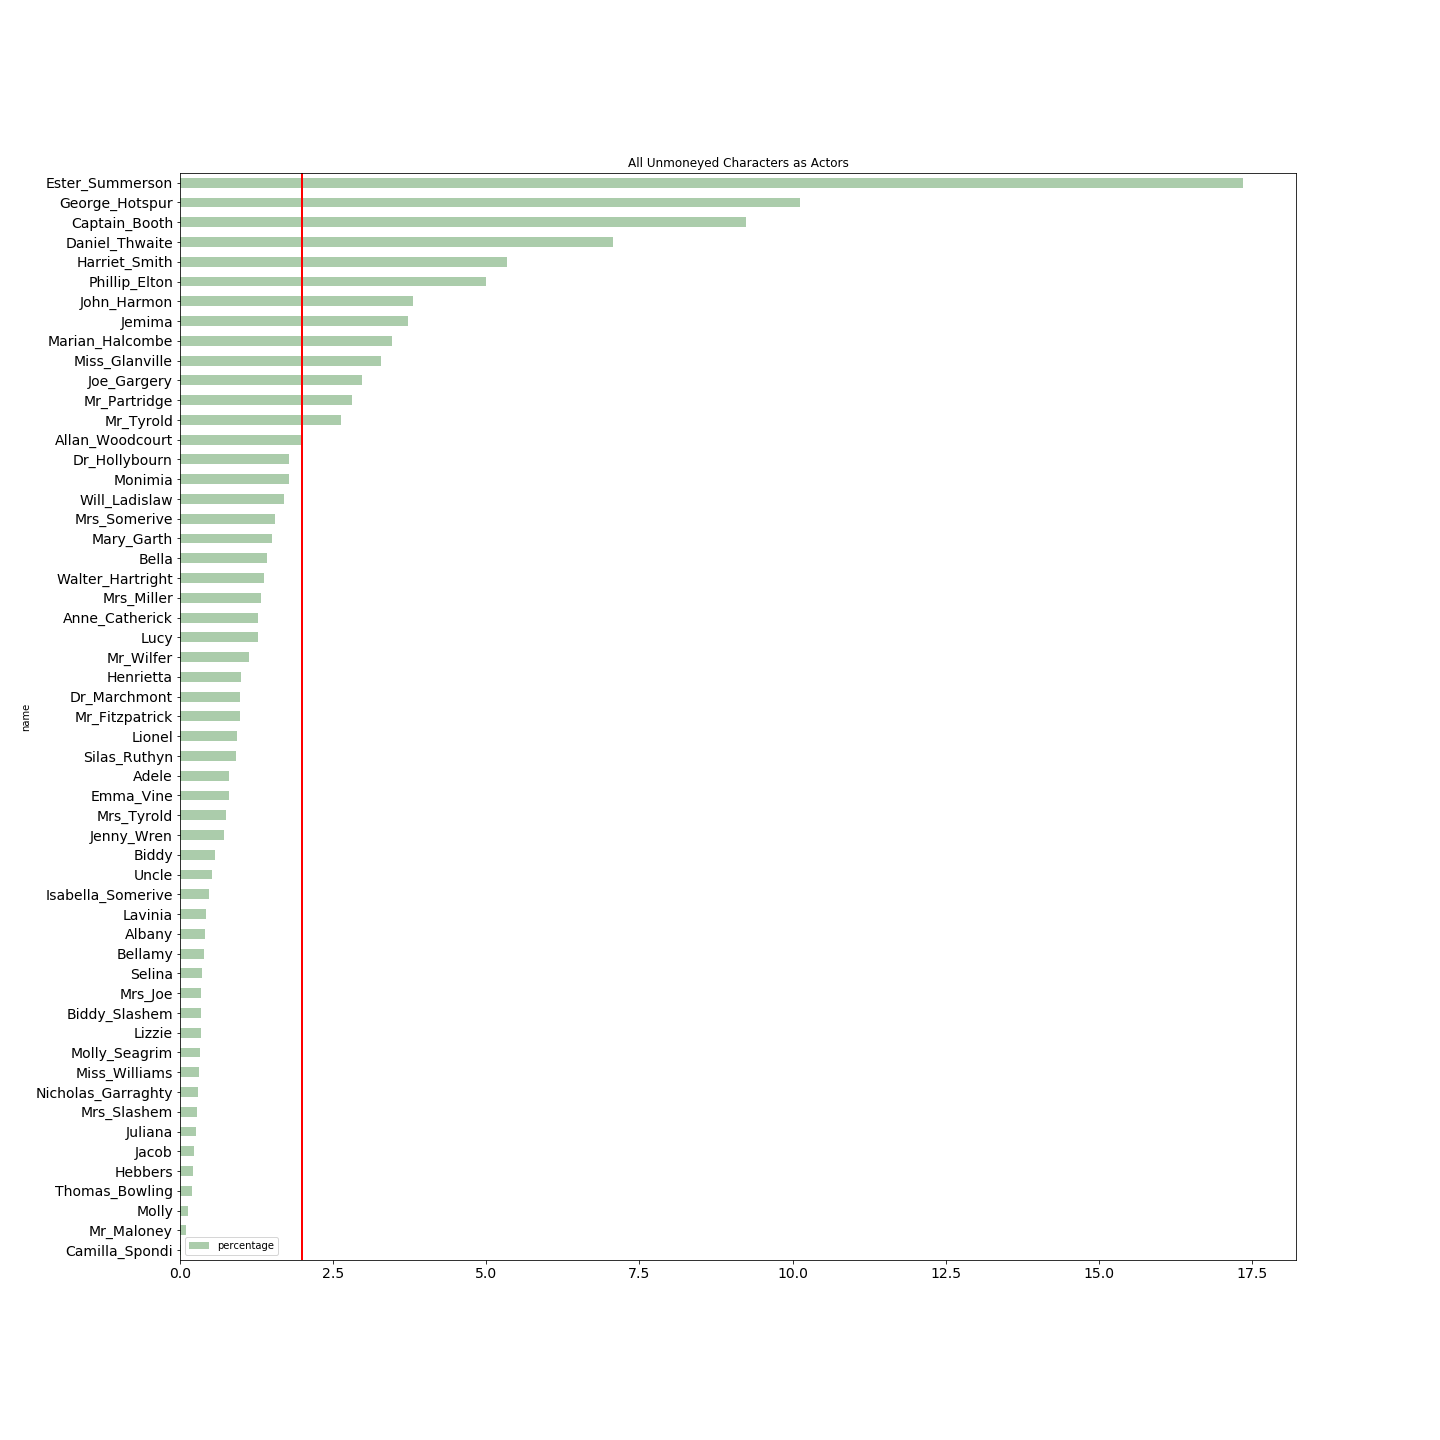 All Unmoneyed Characters as Actors
Ester_Summerson
George_Hotspur
Captain_Booth
Daniel_Thwaite
Harriet_Smith
Phillip_Elton
John_Harmon
Jemima
Marian_Halcombe
Miss_Glanville
Joe_Gargery
Mr_Partridge
Mr_Tyrold
Allan_Woodcourt
Dr_Hollybourn
Monimia
Will_Ladislaw
Mrs_Somerive
Mary_Garth
Bella
Walter_Hartright
Mrs_Miller
Anne_Catherick
Lucy
Mr_Wilfer
Henrietta
Dr_Marchmont
Mr_Fitzpatrick
Lionel
Silas_Ruthyn
Adele
Emma_Vine
Mrs_Tyrold
Jenny_Wren
Biddy
Uncle
Isabella_Somerive
Lavinia
Albany
Bellamy
Selina
Mrs_Joe
Biddy_Slashem
Lizzie
Molly_Seagrim
Miss_Williams
Nicholas_Garraghty
Mrs_Slashem
Juliana
Jacob
Hebbers
Thomas_Bowling
Molly
Mr_Maloney
Camilla_Spondi
name
percentage
0.0 2.5 5.0 7.5 10.0 12.5 15.0 17.5